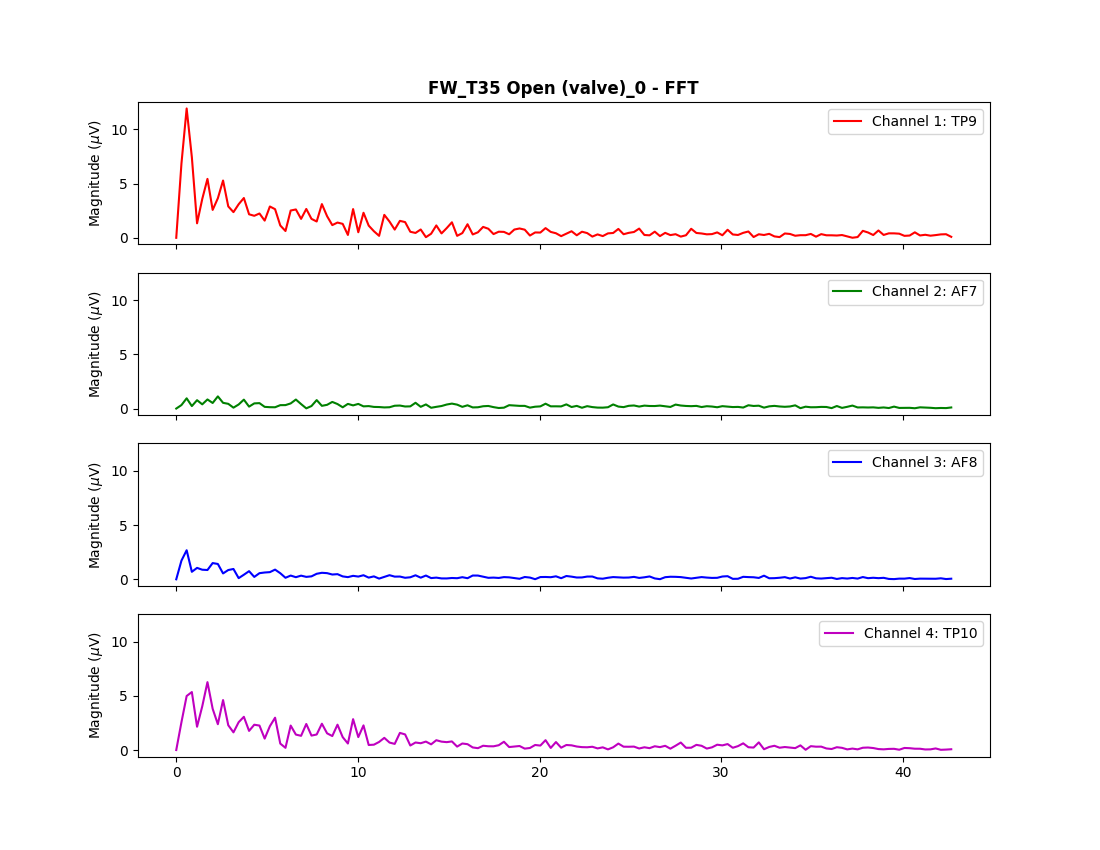 FW_T35 Open (valve)_0 - FFT
Magnitude (μV)
10
5
0
Channel 1: TP9
Magnitude (μV)
10
5
0
Channel 2: AF7
Magnitude (μV)
10
5
0
Channel 3: AF8
Magnitude (μV)
10
5
0
Channel 4: TP10
0 10 20 30 40